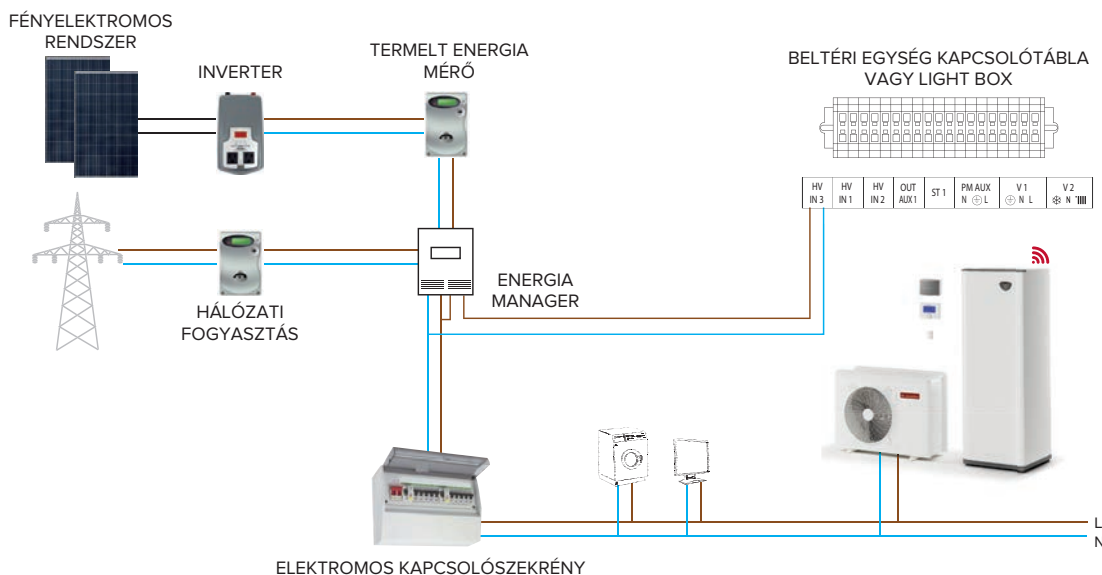 FÉNYELEKTROMOS
RENDSZER
INVERTER
TERMELT ENERGIA
MÉRŐ
BELTÉRI EGYSÉG KAPCSOLÓTÁBLA
VAGY LIGHT BOX
HV
IN 3
HV
IN 1
HV
IN 2
OUT
AUX 1
ST 1
PM AUX
N L
V 1
N L
V 2
N
HÁLÓZATI
FOGYASZTÁS
ENERGIA
MANAGER
L
N
ELEKTROMOS KAPCSOLÓSZEKRÉNY